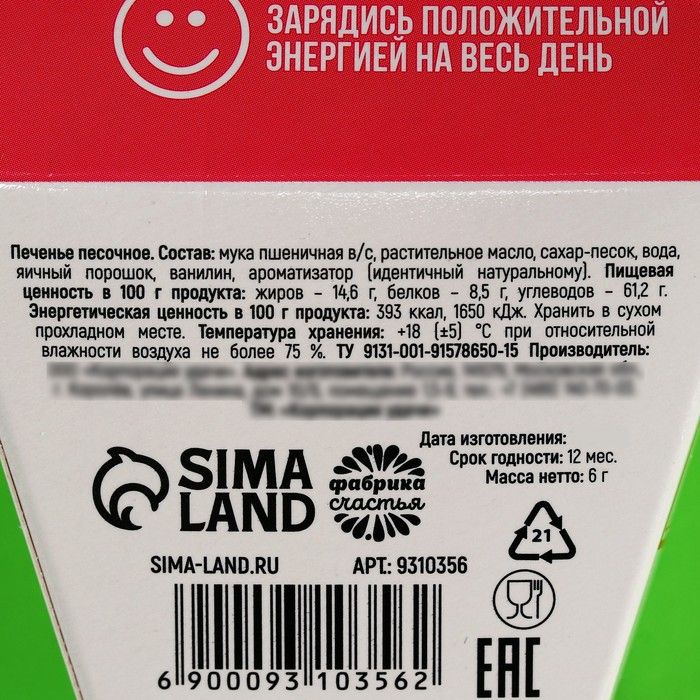 ЗАРЯДИСЬ ПОЛОЖИТЕЛЬНОЙ
ЭНЕРГИЕЙ НА ВЕСЬ ДЕНЬ
Печенье песочное. Состав: мука пшеничная в/с, растительное масло, сахар-песок, вода,
яичный порошок, ванилин, ароматизатор (идентичный натуральному). Пищевая
ценность в 100 г продукта: жиров – 14,6 г, белков – 8,5 г, углеводов – 61,2 г.
Энергетическая ценность в 100 г продукта: 393 ккал, 1650 кДж. Хранить в сухом
прохладном месте. Температура хранения: +18 (±5) °С при относительной
влажности воздуха не более 75 %. ТУ 9131-001-91578650-15 Производитель:
Дата изготовления:
Срок годности: 12 мес.
Масса нетто: 6 г
SIMA
LAND
фабрика
счастья
21
SIMA-LAND.RU
АРТ.: 9310356
6 900093 103562
EAC